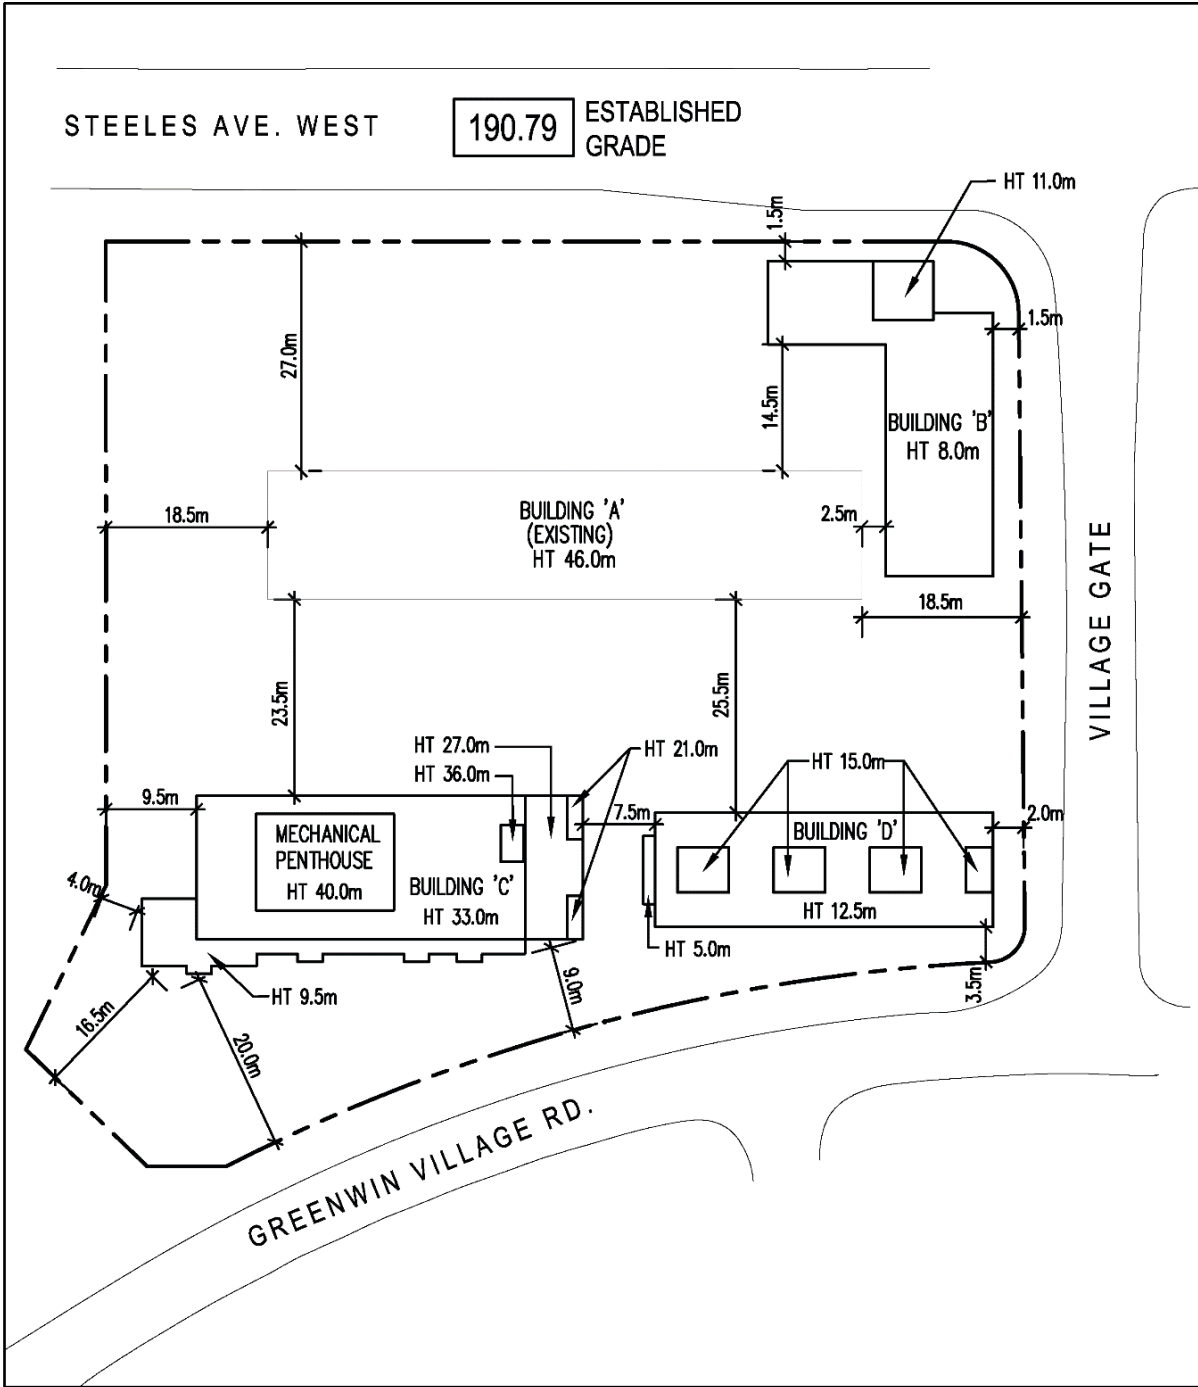 STEELES AVE. WEST
190.79
ESTABLISHED
GRADE
HT 11.0m
1.5m
1.5m
27.0m
14.5m
BUILDING 'B'
HT 8.0m
18.5m
BUILDING 'A'
(EXISTING)
HT 46.0m
2.5m
18.5m
VILLAGE GATE
23.5m
25.5m
HT 27.0m
HT 36.0m
HT 21.0m
HT 15.0m
9.5m
7.5m
2.0m
MECHANICAL
PENTHOUSE
HT 40.0m
BUILDING 'C'
HT 33.0m
BUILDING 'D'
HT 12.5m
4.0m
HT 5.0m
HT 9.5m
9.0m
3.5m
16.5m
20.0m
GREENWIN VILLAGE RD.